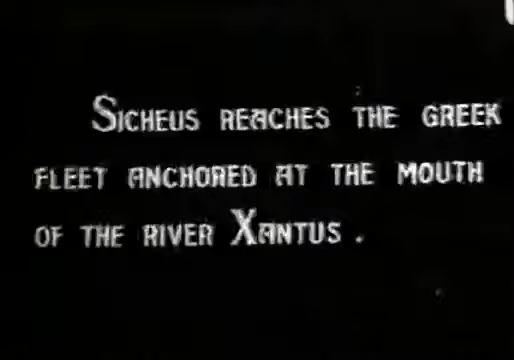 Sicheus reaches the Greek
fleet anchored at the mouth
of the river Xantus.